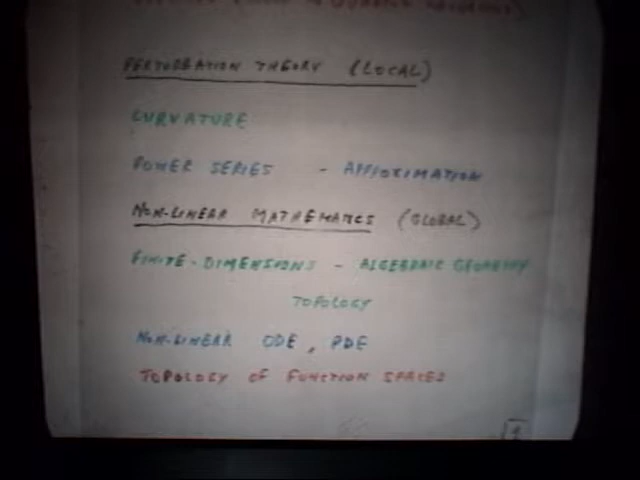 PERTURBATION THEORY (LOCAL)
CURVATURE
POWER SERIES - APPROXIMATION
NON-LINEAR MATHEMATICS (GLOBAL)
FINITE-DIMENSIONS - ALGEBRAIC GEOMETRY
TOPOLOGY
NON-LINEAR ODE, PDE
TOPOLOGY OF FUNCTION SPACES